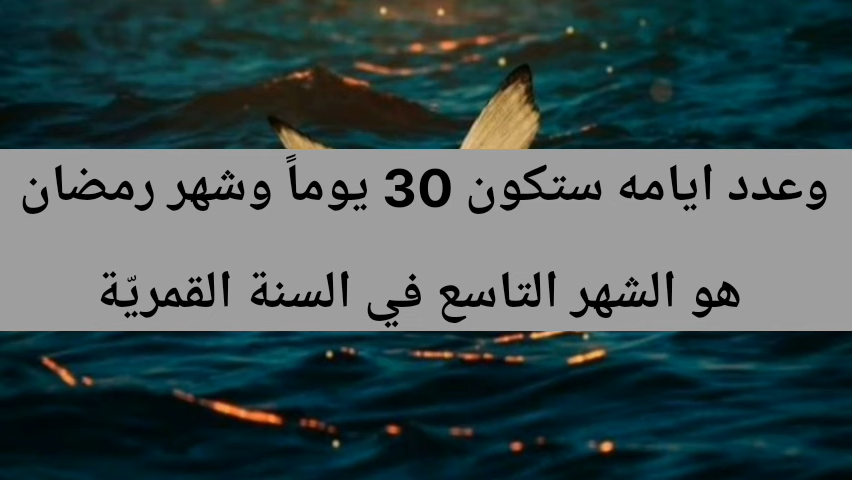 وعدد ايامه ستكون 30 يوماً وشهر رمضان
هو الشهر التاسع في السنة القمريّة